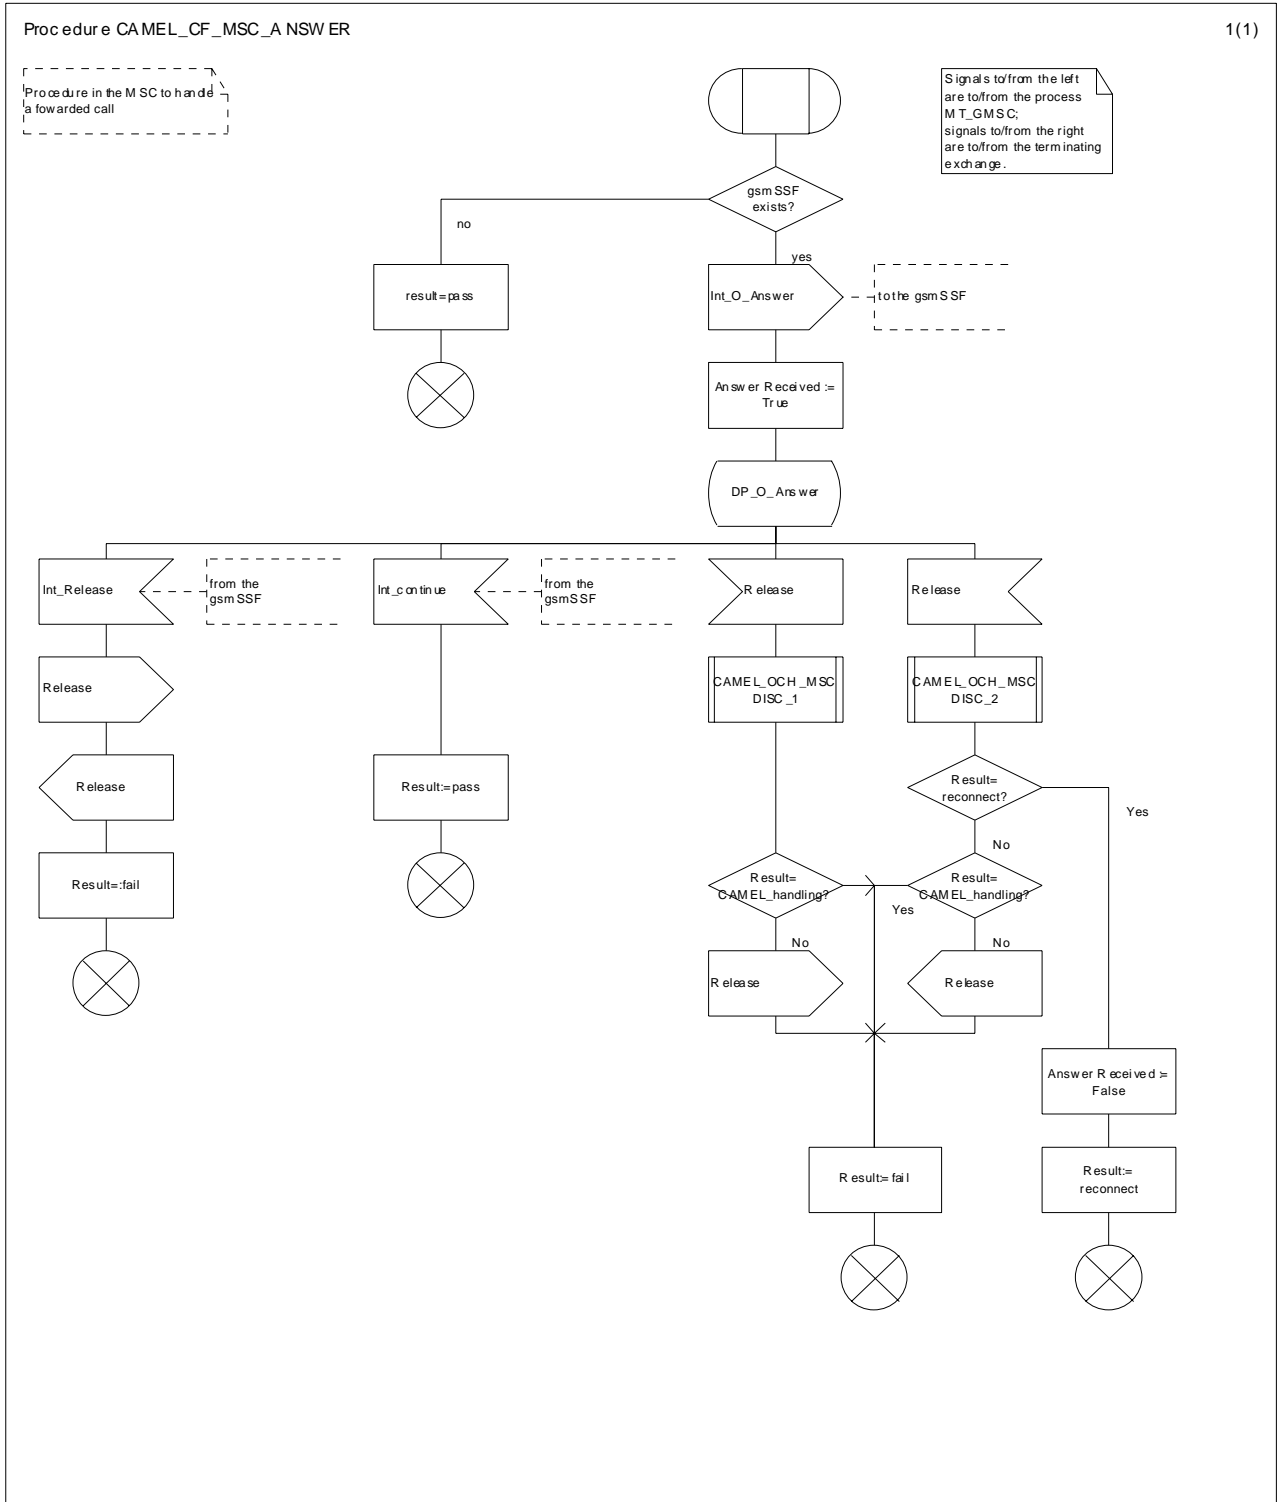 Procedure CAMEL_CF_MSC_ANSWER
1(1)
Procedure in the MSC to handle
a fowarded call
Signals to/from the left
are to/from the process
MT_GMSC;
signals to/from the right
are to/from the terminating
exchange.
gsmSSF
exists?
no
yes
result=pass
Int_O_Answer
to the gsmSSF
Answer Received :=
True
DP_O_Answer
Int_Release
from the
gsmSSF
Int_continue
from the
gsmSSF
Release
Release
Release
CAMEL_OCH_MSC
DISC_1
CAMEL_OCH_MSC
DISC_2
Release
Result:=pass
Result=
reconnect?
Yes
No
Result=:fail
Result=
CAMEL_handling?
Yes
Result=
CAMEL_handling?
No
No
Release
Release
Answer Received :=
False
Result:=fail
Result:=
reconnect